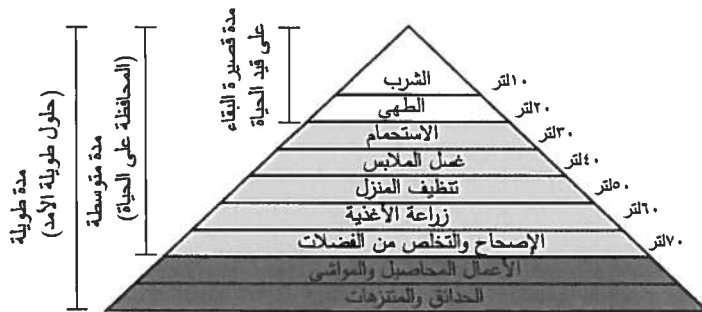 مدة قصيرة البقاء
على قيد الحياة
مدة متوسطة
(المحافظة على الحياة)
مدة طويلة
(حلول طويلة الأمد)
الشرب
١٠لتر
الطهي
٢٠لتر
الاستحمام
٣٠لتر
غسل الملابس
٤٠لتر
تنظيف المنزل
٥٠لتر
زراعة الأغذية
٦٠لتر
الإصحاح والتخلص من الفضلات
٧٠لتر
الأعمال المحاصيل والمواشي
الحدائق والمنتزهات